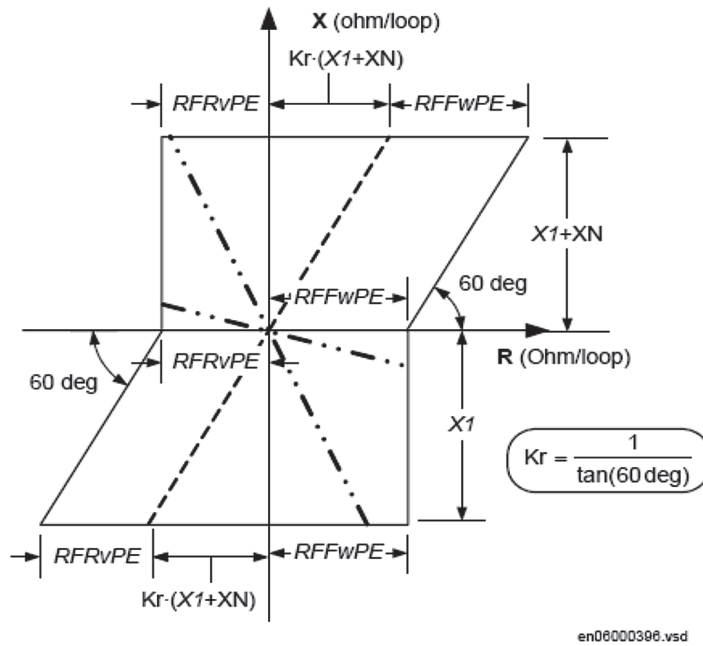 X (ohm/loop)
Kr·(X1+XN)
RFRvPE
RFFwPE
X1+XN
RFFwPE
60 deg
R (Ohm/loop)
RFRvPE
60 deg
X1
Kr = 1 / tan(60 deg)
RFRvPE
RFFwPE
Kr·(X1+XN)
en06000396.vsd